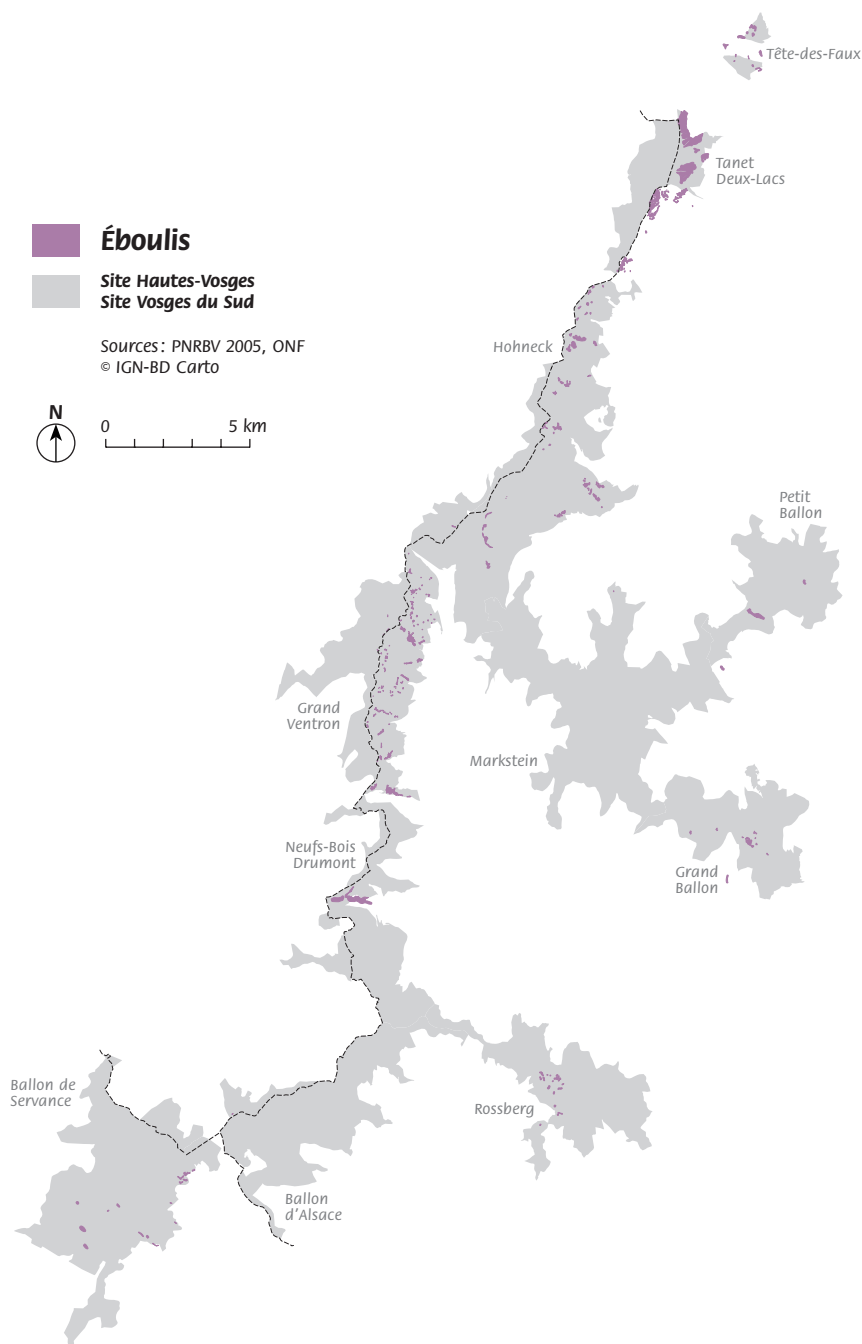 Tête-des-Faux
Tanet
Deux-Lacs
Éboulis
Site Hautes-Vosges
Site Vosges du Sud
Sources : PNRBV 2005, ONF
© IGN-BD Carto
N
0 5 km
Hohneck
Petit
Ballon
Grand
Ventron
Markstein
Neufs-Bois
Drumont
Grand
Ballon
Ballon de
Servance
Rossberg
Ballon
d'Alsace